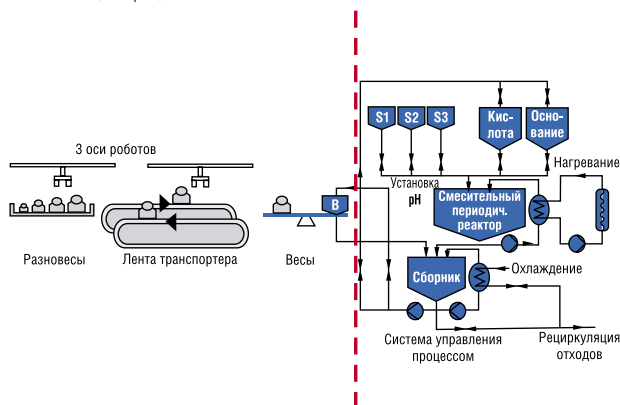 3 оси роботов
Разновесы
Лента транспортера
Весы
B
S1
S2
S3
Кис-
лота
Осно-
вание
Нагревание
Установка
pH
Смесительный
периодич.
реактор
Сборник
Охлаждение
Система управления
процессом
Рециркуляция
отходов